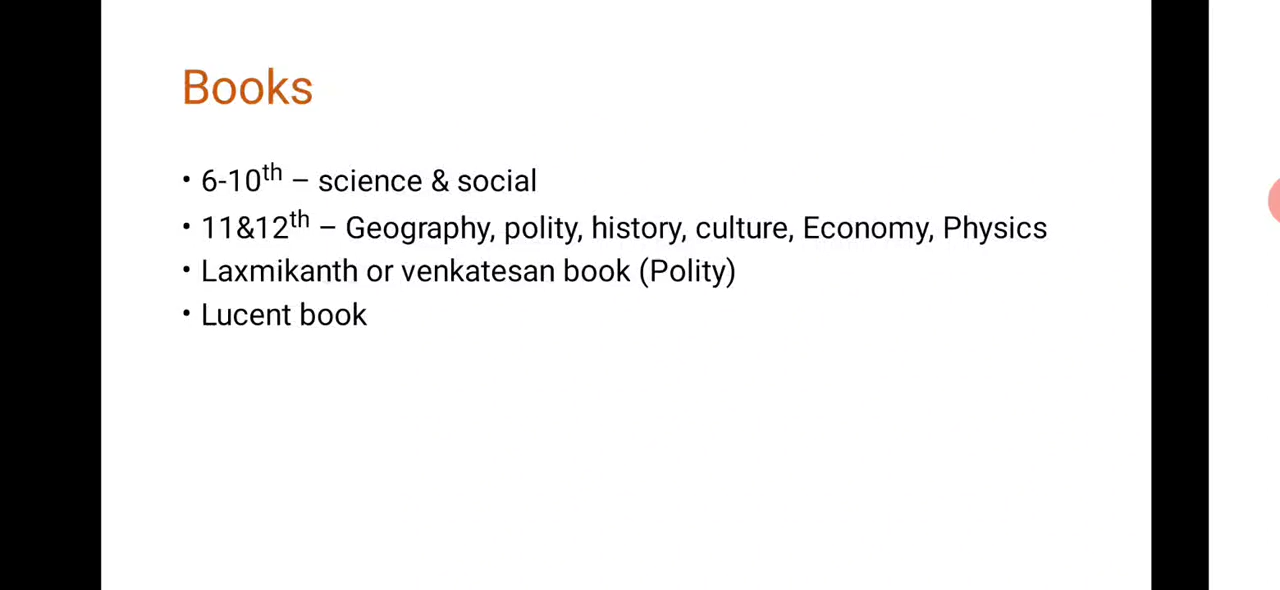 Books
• 6-10th – science & social
• 11&12th – Geography, polity, history, culture, Economy, Physics
• Laxmikanth or venkatesan book (Polity)
• Lucent book